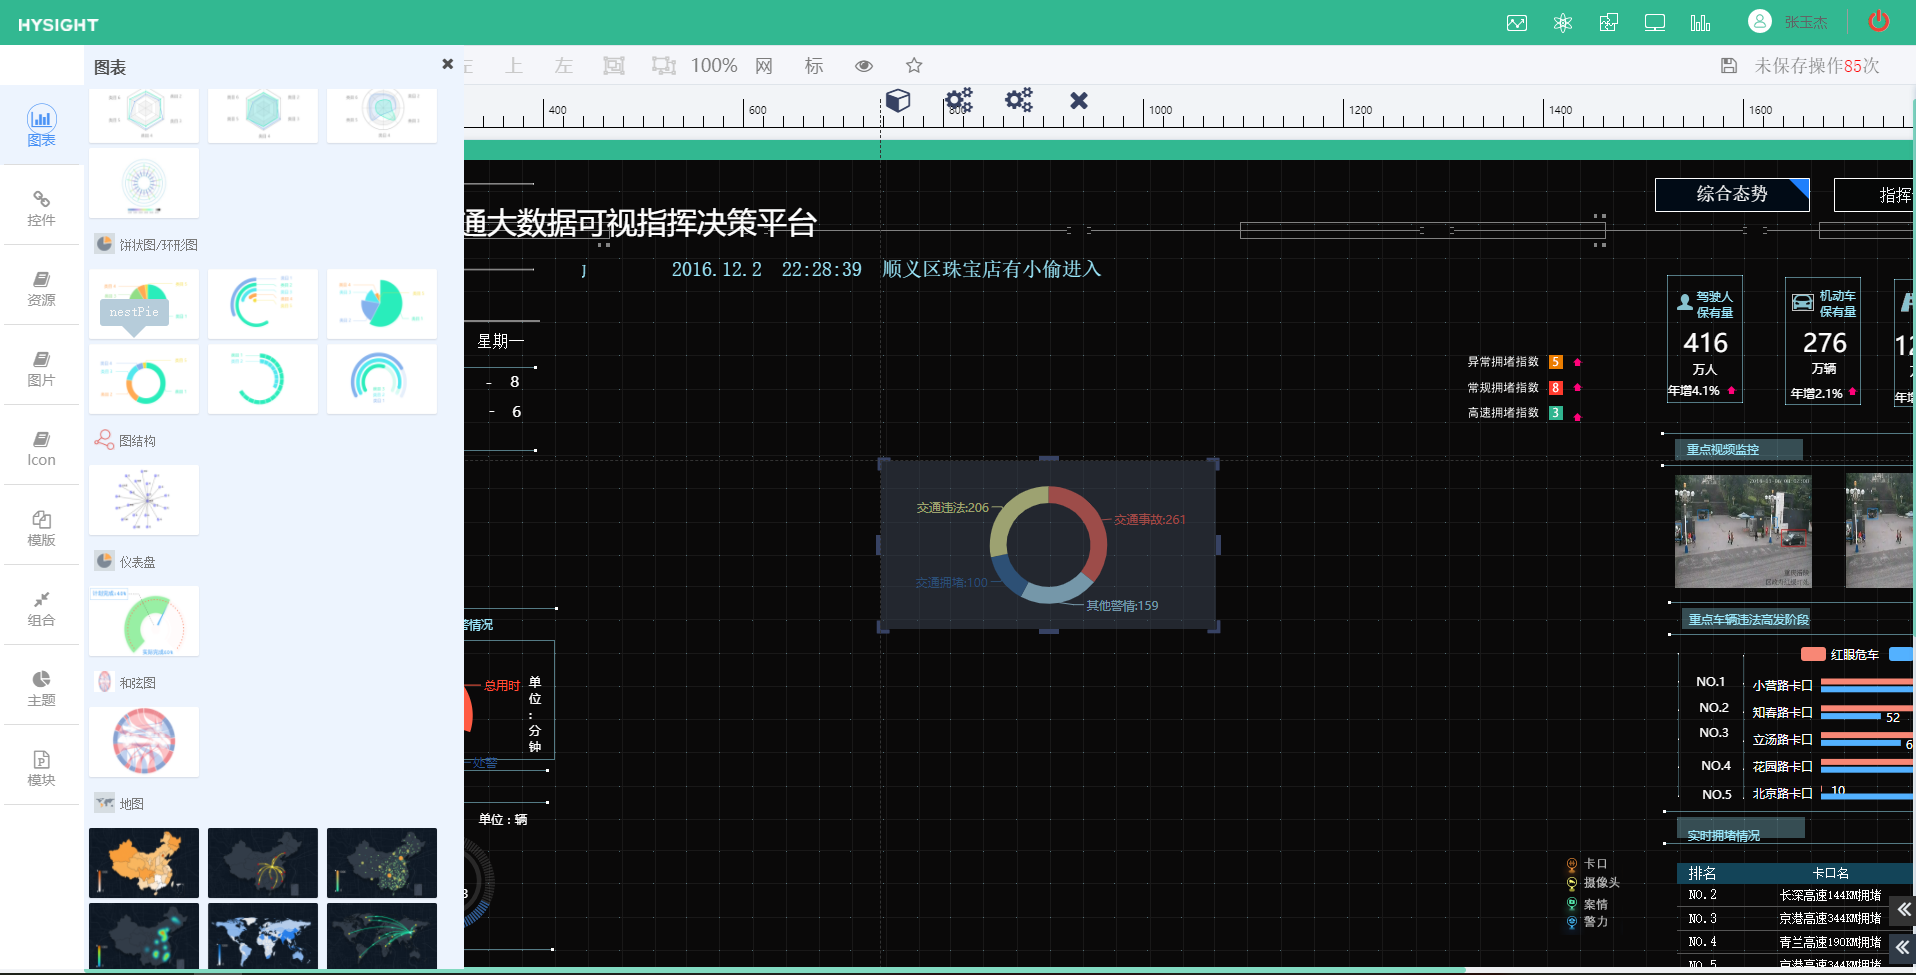 HYSIGHT
张玉杰
图表
左 上 左 100% 网 标
未保存操作85次
图表
控件
资源
图片
Icon
模版
组合
主题
模块
饼状图/环形图
nestPie
图结构
仪表盘
和弦图
地图
400 600 800 1000 1200 1400 1600
综合态势
指挥
通大数据可视指挥决策平台
2016.12.2 22:28:39 顺义区珠宝店有小偷进入
星期一
- 8
- 6
异常拥堵指数 5
常规拥堵指数 8
高速拥堵指数 3
驾驶人
保有量
416
万人
年增4.1%
机动车
保有量
276
万辆
年增2.1%
12
年增
重点视频监控
交通违法:206
交通事故:261
交通拥堵:100
其他警情:159
警情况
总用时
处警
单位:分钟
单位：辆
重点车辆违法高发阶段
红眼危车
NO.1 小营路卡口
NO.2 知春路卡口 52
NO.3 立汤路卡口 6
NO.4 花园路卡口
NO.5 北京路卡口 10
实时拥堵情况
排名 卡口名
NO.2 长深高速144KM拥堵
NO.3 京港高速344KM拥堵
NO.4 青兰高速190KM拥堵
NO.5 京港高速344KM拥堵
卡口
摄像头
案情
警力